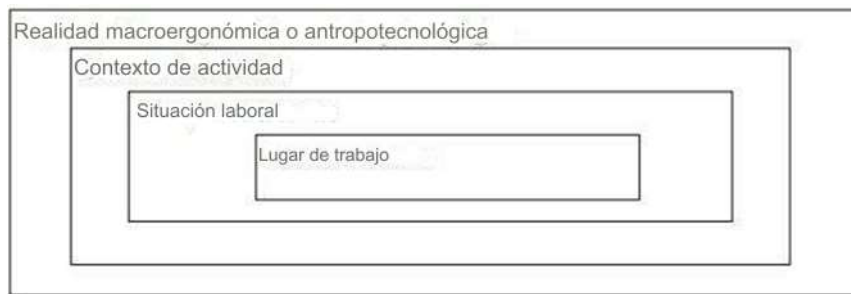 Realidad macroergonómica o antropotecnológica
Contexto de actividad
Situación laboral
Lugar de trabajo